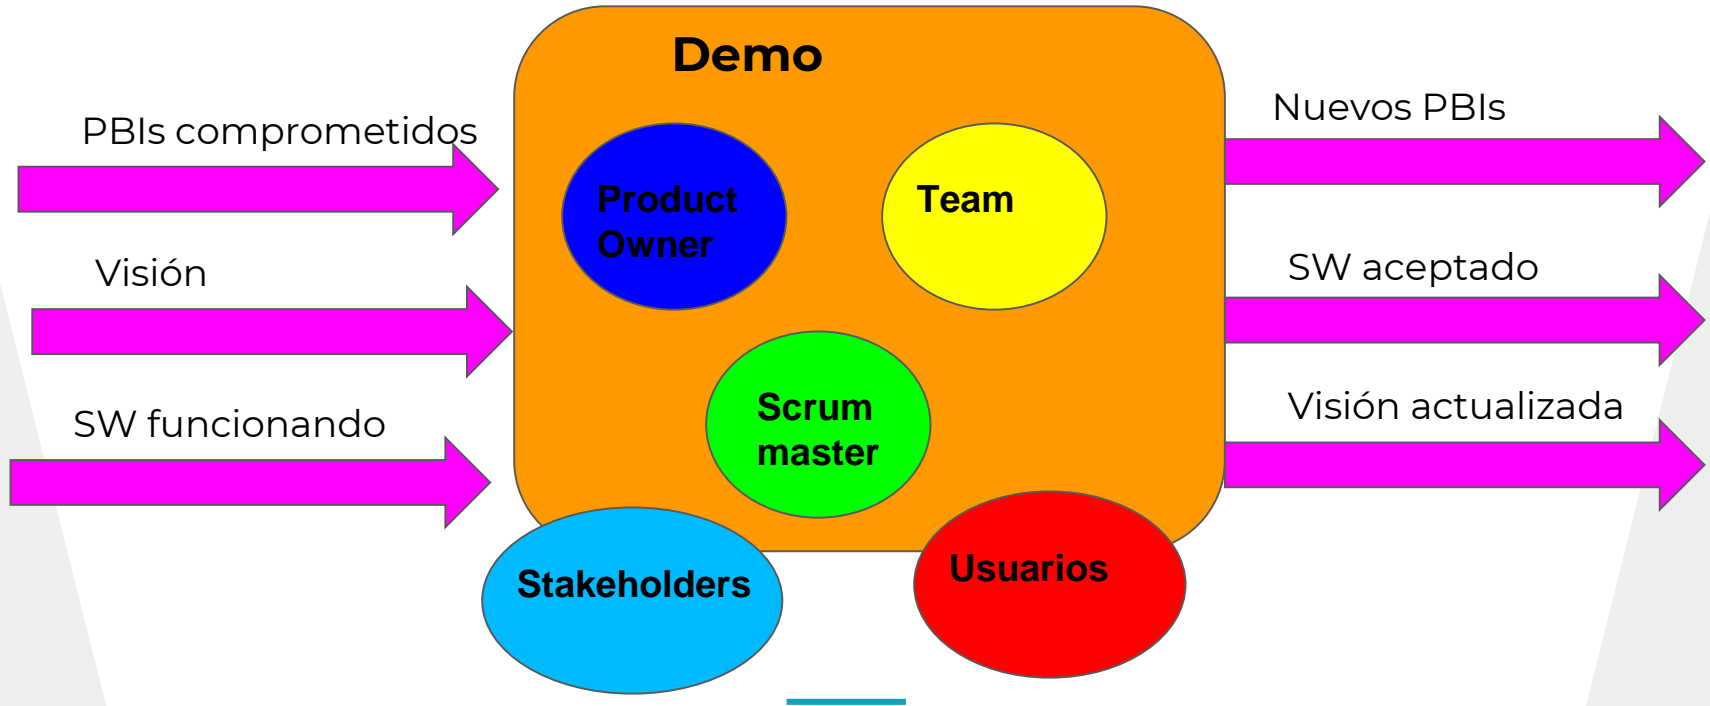 Demo
PBIs comprometidos
Visión
SW funcionando
Product
Owner
Team
Scrum
master
Stakeholders
Usuarios
Nuevos PBIs
SW aceptado
Visión actualizada